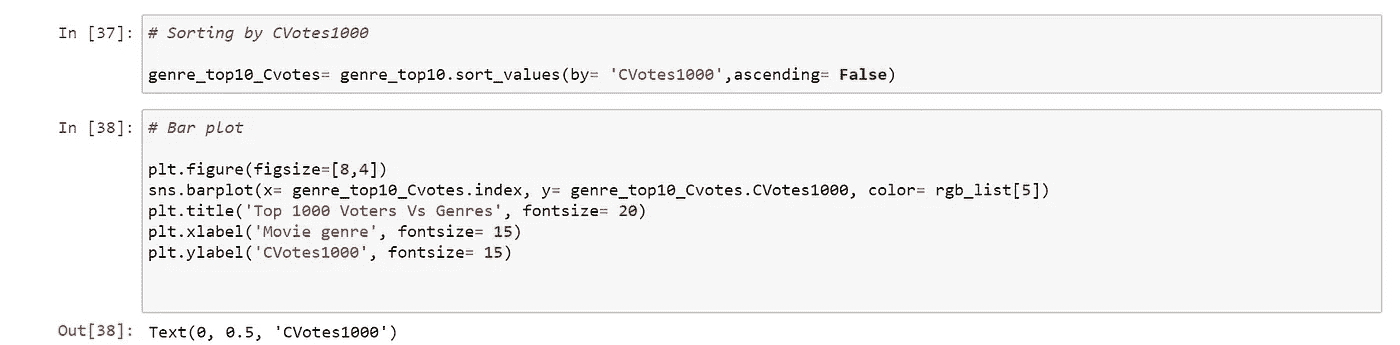 In [37]: # Sorting by CVotes1000
genre_top10_Cvotes= genre_top10.sort_values(by= 'CVotes1000',ascending= False)
In [38]: # Bar plot
plt.figure(figsize=[8,4])
sns.barplot(x= genre_top10_Cvotes.index, y= genre_top10_Cvotes.CVotes1000, color= rgb_list[5])
plt.title('Top 1000 Voters Vs Genres', fontsize= 20)
plt.xlabel('Movie genre', fontsize= 15)
plt.ylabel('CVotes1000', fontsize= 15)
Out[38]: Text(0, 0.5, 'CVotes1000')